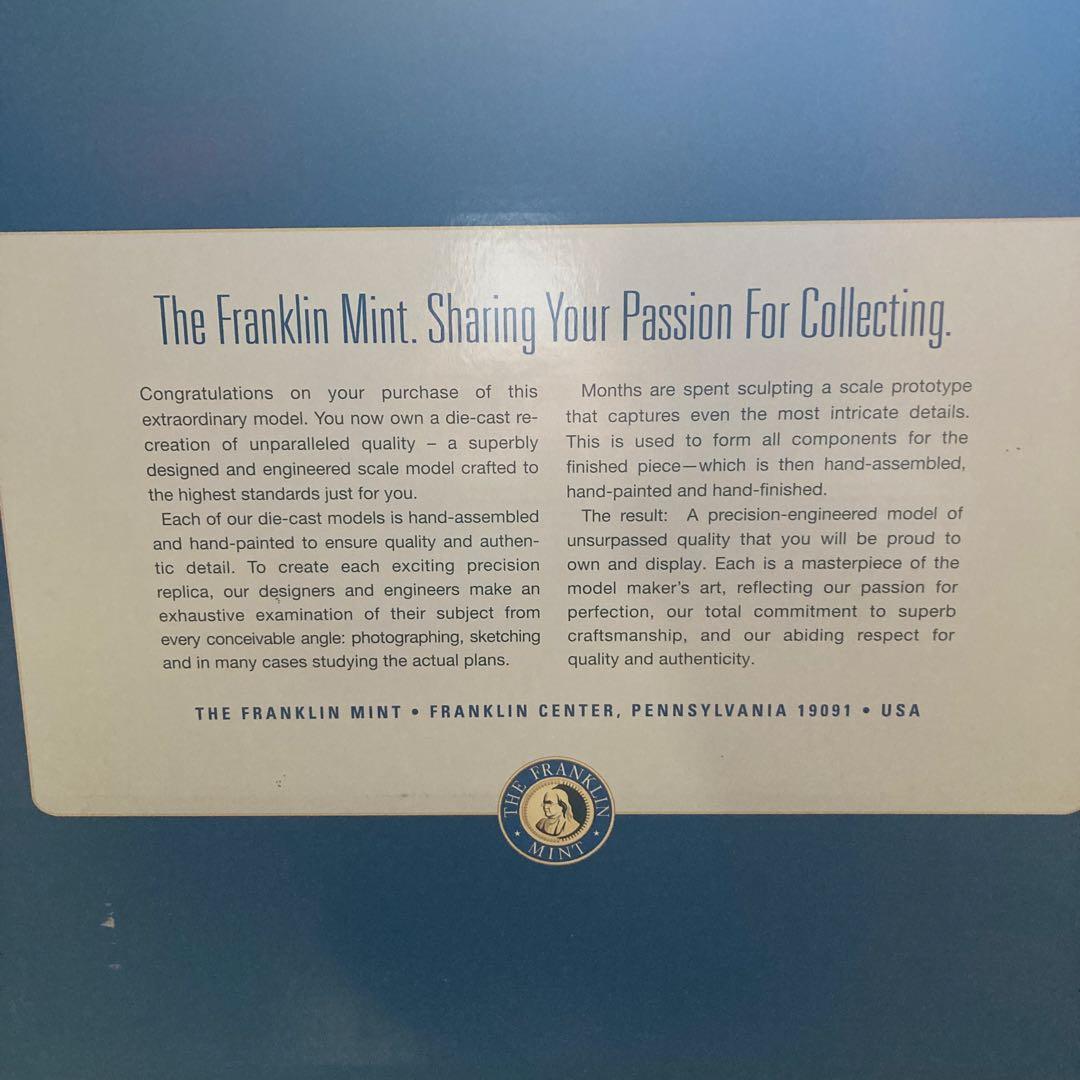 The Franklin Mint. Sharing Your Passion For Collecting.
Congratulations on your purchase of this
extraordinary model. You now own a die-cast re-
creation of unparalleled quality – a superbly
designed and engineered scale model crafted to
the highest standards just for you.
Each of our die-cast models is hand-assembled
and hand-painted to ensure quality and authen-
tic detail. To create each exciting precision
replica, our designers and engineers make an
exhaustive examination of their subject from
every conceivable angle: photographing, sketching
and in many cases studying the actual plans.
Months are spent sculpting a scale prototype
that captures even the most intricate details.
This is used to form all components for the
finished piece—which is then hand-assembled,
hand-painted and hand-finished.
The result: A precision-engineered model of
unsurpassed quality that you will be proud to
own and display. Each is a masterpiece of the
model maker's art, reflecting our passion for
perfection, our total commitment to superb
craftsmanship, and our abiding respect for
quality and authenticity.
THE FRANKLIN MINT • FRANKLIN CENTER, PENNSYLVANIA 19091 • USA
THE FRANKLIN
MINT